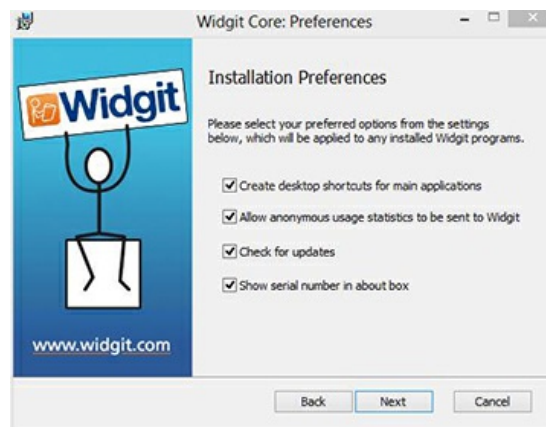 Widgit Core: Preferences
Widgit
Installation Preferences
Please select your preferred options from the settings
below, which will be applied to any installed Widgit programs.
Create desktop shortcuts for main applications
Allow anonymous usage statistics to be sent to Widgit
Check for updates
Show serial number in about box
www.widgit.com
Back
Next
Cancel